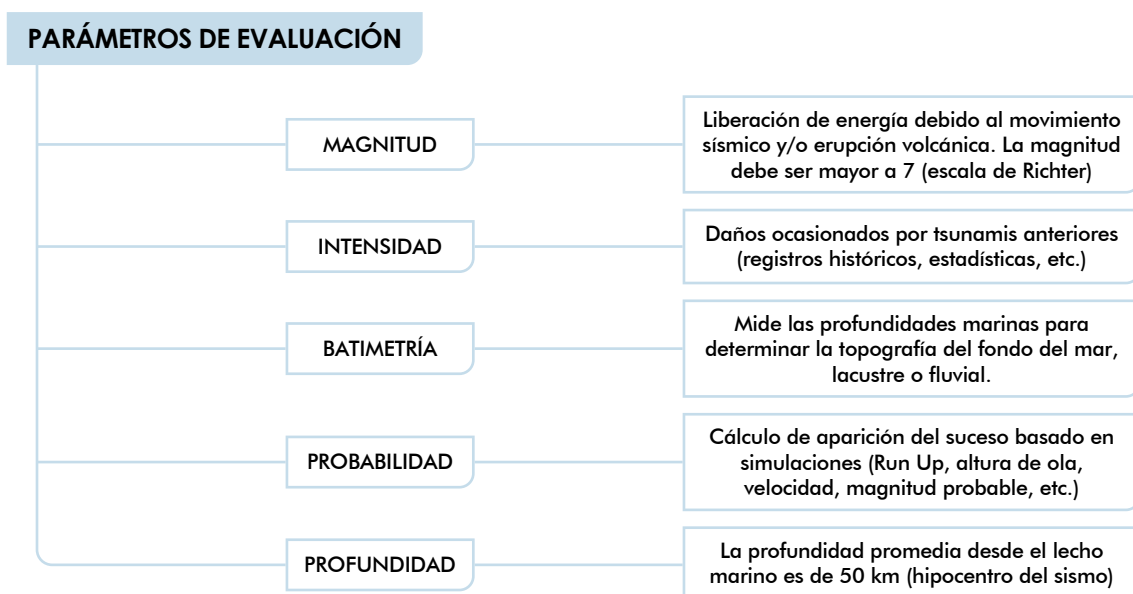 PARÁMETROS DE EVALUACIÓN
MAGNITUD
Liberación de energía debido al movimiento
sísmico y/o erupción volcánica. La magnitud
debe ser mayor a 7 (escala de Richter)
INTENSIDAD
Daños ocasionados por tsunamis anteriores
(registros históricos, estadísticas, etc.)
BATIMETRÍA
Mide las profundidades marinas para
determinar la topografía del fondo del mar,
lacustre o fluvial.
PROBABILIDAD
Cálculo de aparición del suceso basado en
simulaciones (Run Up, altura de ola,
velocidad, magnitud probable, etc.)
PROFUNDIDAD
La profundidad promedia desde el lecho
marino es de 50 km (hipocentro del sismo)